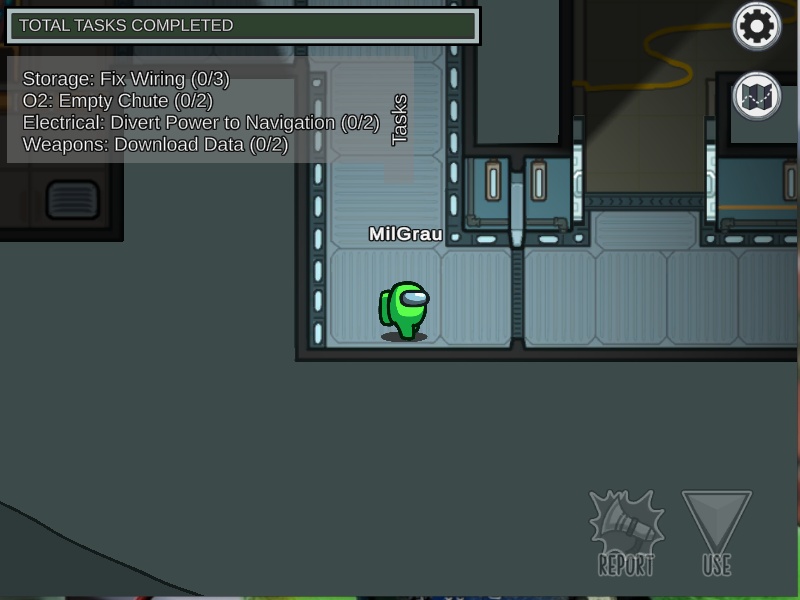 TOTAL TASKS COMPLETED
Storage: Fix Wiring (0/3)
O2: Empty Chute (0/2)
Electrical: Divert Power to Navigation (0/2)
Weapons: Download Data (0/2)
Tasks
MilGrau
REPORT
USE